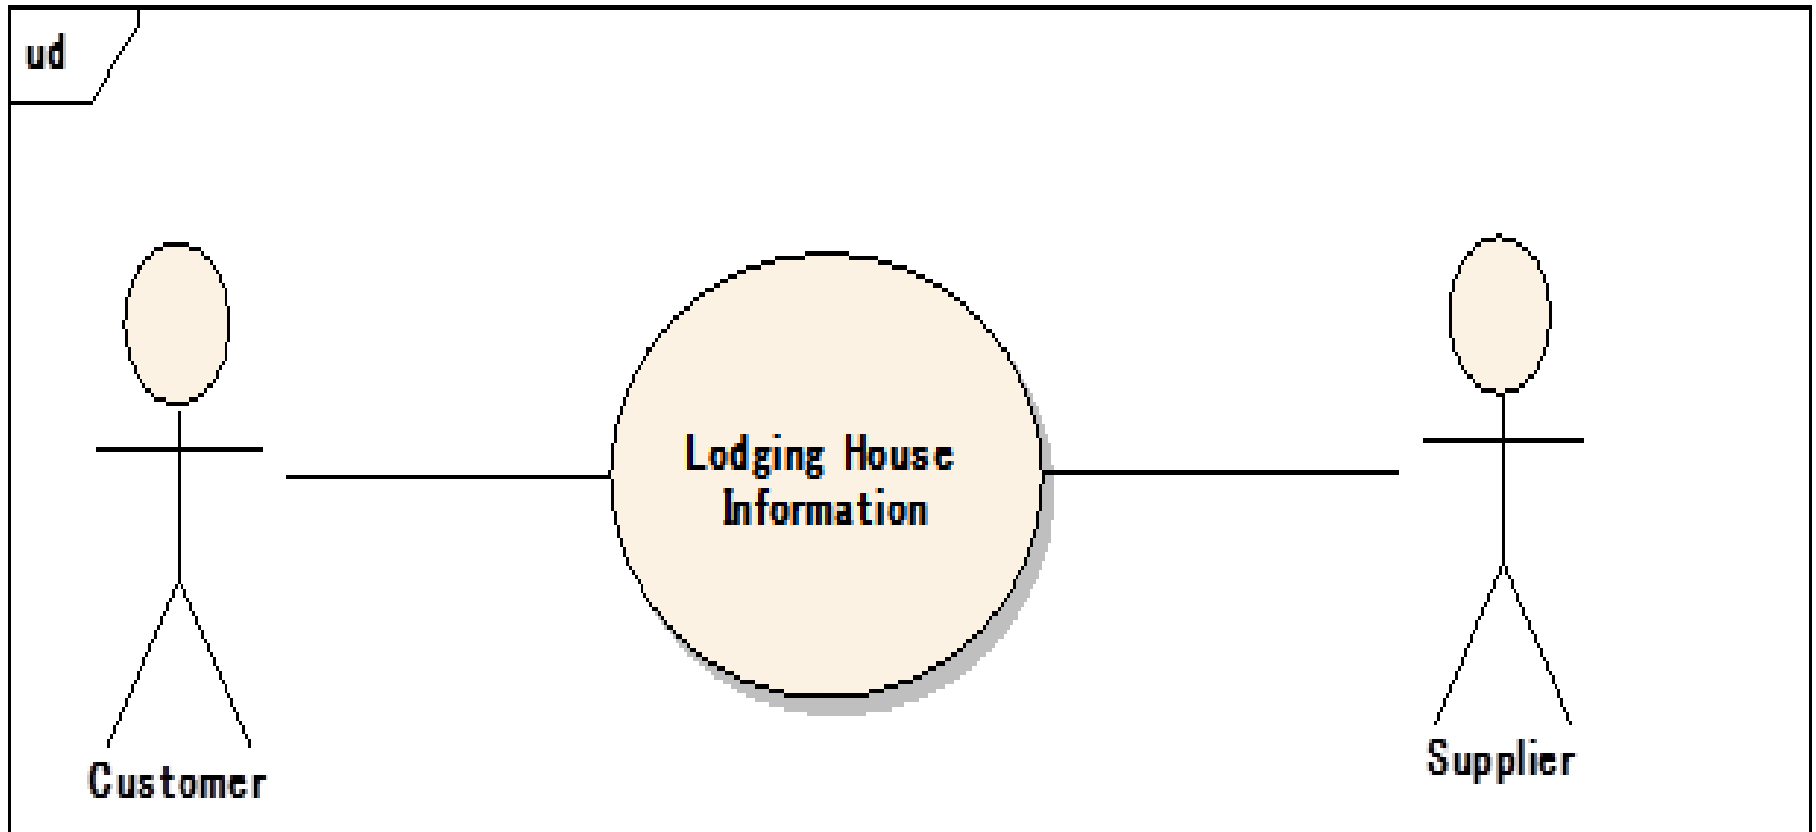 ud
Lodging House
Information
Customer
Supplier